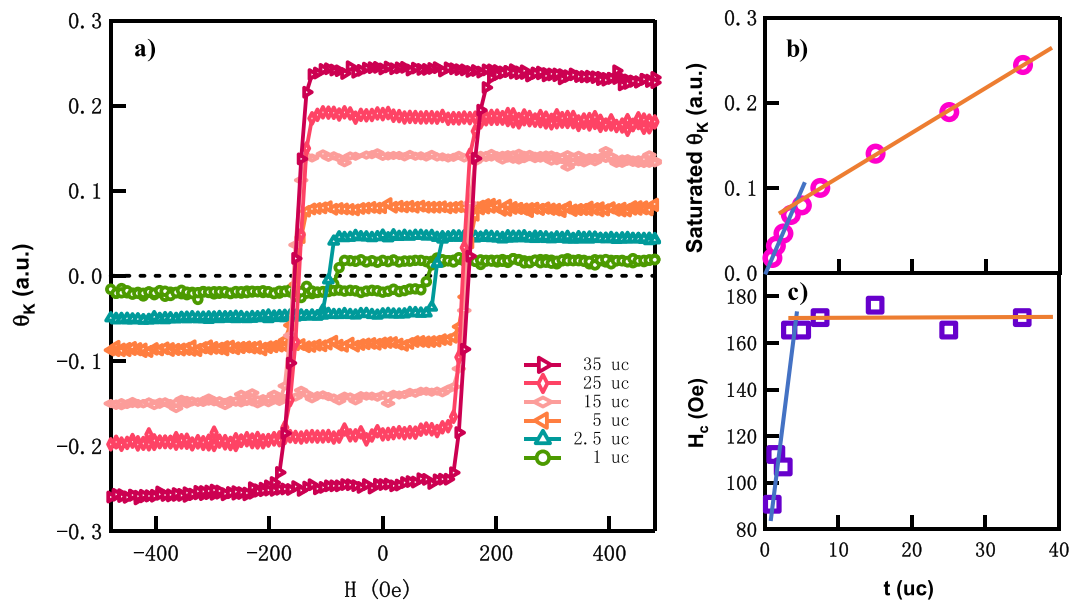 a)
0.3
0.2
0.1
0.0
-0.1
-0.2
-0.3
θK (a.u.)
-400
-200
0
200
400
H (Oe)
35 uc
25 uc
15 uc
5 uc
2.5 uc
1 uc
b)
0.3
0.2
0.1
0.0
Saturated θK (a.u.)
c)
180
160
140
120
100
80
Hc (Oe)
0
10
20
30
40
t (uc)